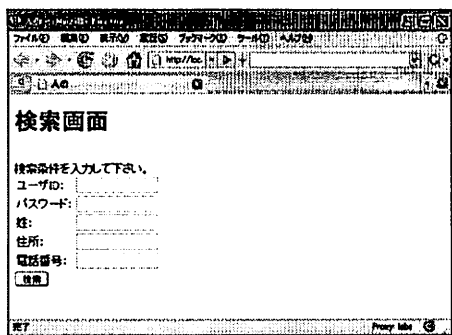 ファイル(F) 編集(E) 表示(V) ブックマーク(B) ツール(T) ヘルプ(H)
検索画面
検索条件を入力して下さい。
ユーザID:
パスワード:
姓:
住所:
電話番号:
検索
完了